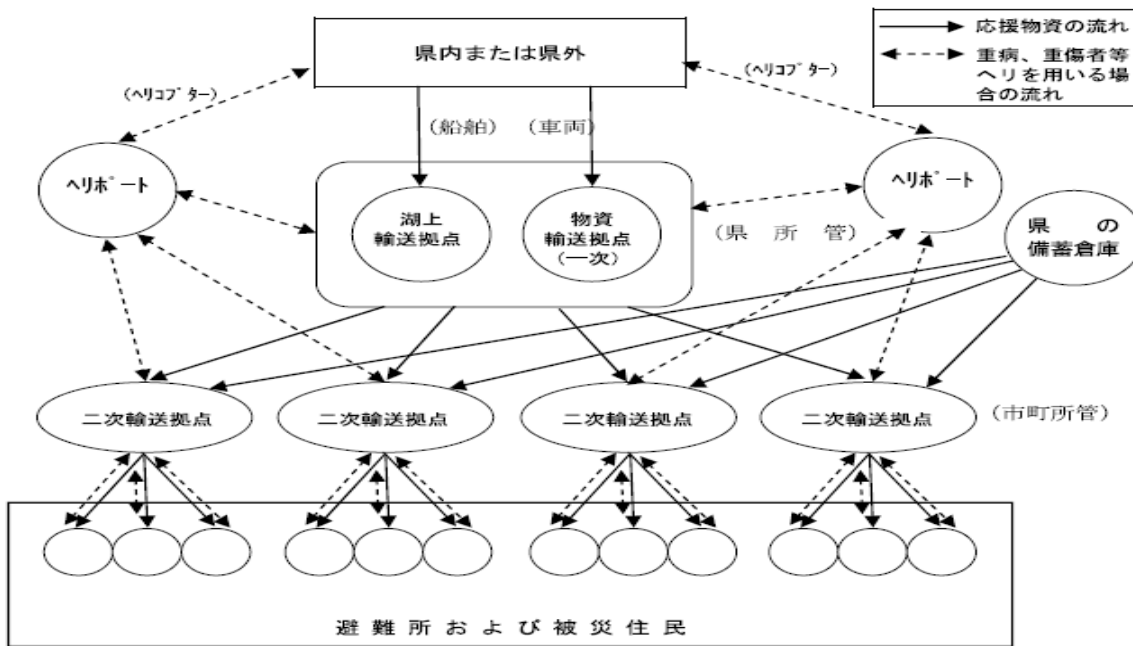 県内または県外
応援物資の流れ
重病、重傷者等
ヘリを用いる場
合の流れ
(ヘリコプター)
(ヘリコプター)
(船舶)
(車両)
ヘリポート
ヘリポート
湖上
輸送拠点
物資
輸送拠点
(一次)
(県所管)
県の
備蓄倉庫
二次輸送拠点
二次輸送拠点
二次輸送拠点
二次輸送拠点
(市町所管)
避難所および被災住民